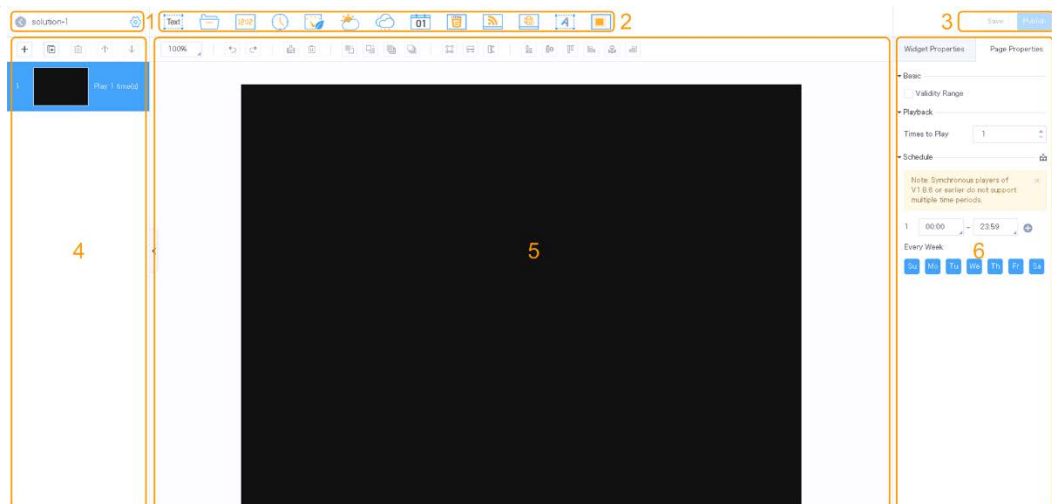 solution-1
1
Text
01
2
3
Save
Publish
100%
1
Play 1 time(s)
4
5
Widget Properties
Page Properties
Basic
Validity Range
Playback
Times to Play
1
Schedule
Note: Synchronous players of
V1.8.6 or earlier do not support
multiple time periods.
1
00:00
-
23:59
Every Week
6
Su
Mo
Tu
We
Th
Fr
Sa